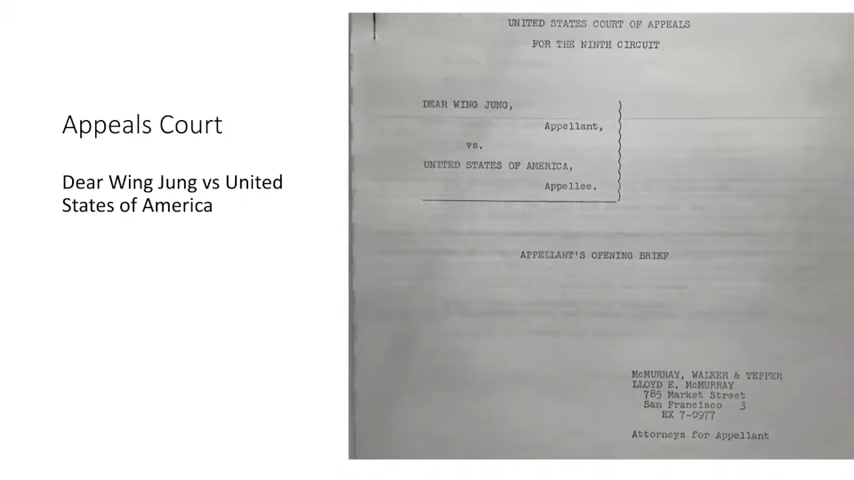 Appeals Court
Dear Wing Jung vs United
States of America
UNITED STATES COURT OF APPEALS
FOR THE NINTH CIRCUIT
DEAR WING JUNG,
Appellant,
vs.
UNITED STATES OF AMERICA,
Appellee.
APPELLANT'S OPENING BRIEF
McMURRAY, WALKER & TEPPER
LLOYD E. McMURRAY
785 Market Street
San Francisco 3
EX 7-0977
Attorneys for Appellant